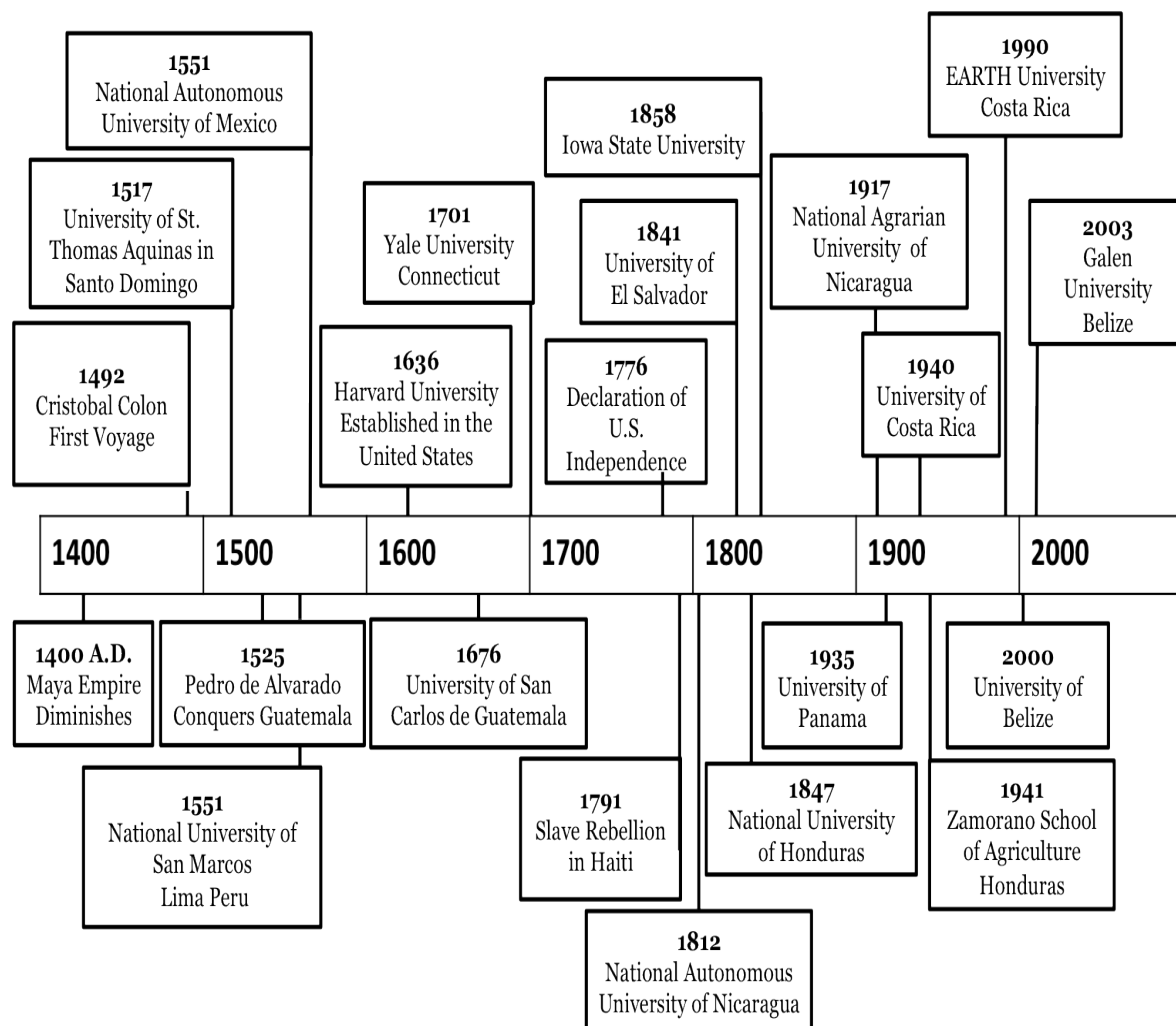 1551
National Autonomous
University of Mexico
1517
University of St.
Thomas Aquinas in
Santo Domingo
1492
Cristobal Colon
First Voyage
1701
Yale University
Connecticut
1636
Harvard University
Established in the
United States
1858
Iowa State University
1841
University of
El Salvador
1776
Declaration of
U.S.
Independence
1990
EARTH University
Costa Rica
1917
National Agrarian
University of
Nicaragua
1940
University of
Costa Rica
2003
Galen
University
Belize
1400 1500 1600 1700 1800 1900 2000
1400 A.D.
Maya Empire
Diminishes
1525
Pedro de Alvarado
Conquers Guatemala
1551
National University of
San Marcos
Lima Peru
1676
University of San
Carlos de Guatemala
1791
Slave Rebellion
in Haiti
1812
National Autonomous
University of Nicaragua
1935
University of
Panama
1847
National University
of Honduras
2000
University of
Belize
1941
Zamorano School
of Agriculture
Honduras